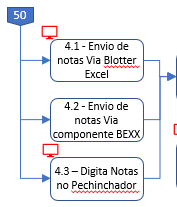 50
4.1 - Envio de
notas Via Blotter
Excel
4.2 - Envio de
notas Via
componente BEXX
4.3 – Digita Notas
no Pechinchador